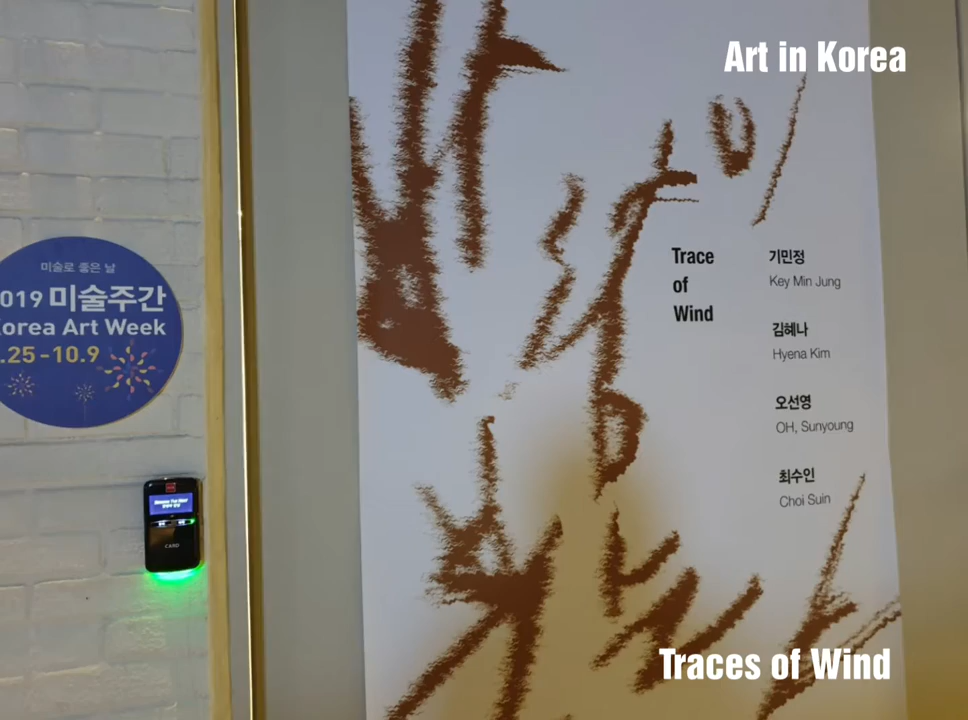 Art in Korea
Trace
of
Wind
기민정
Key Min Jung
김혜나
Hyena Kim
오선영
OH, Sunyoung
최수인
Choi Suin
미술로 좋은 날
019 미술주간
Korea Art Week
.25-10.9
CARD
Traces of Wind